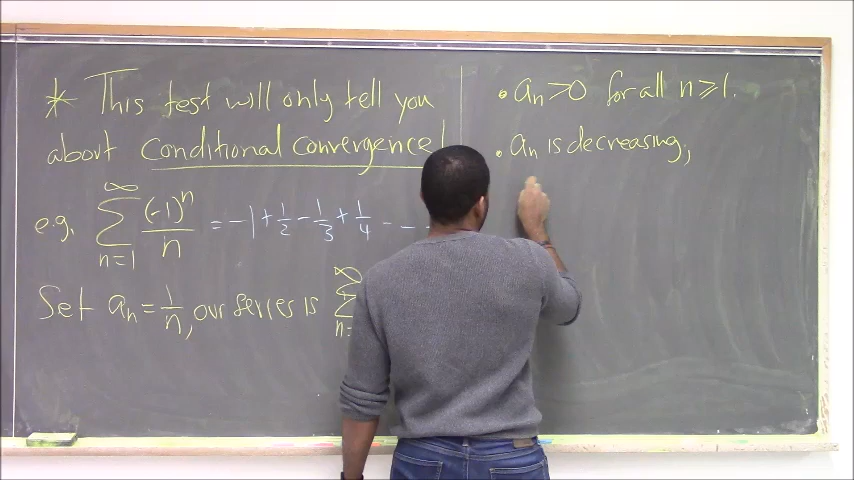 * This test will only tell you
about conditional convergence!
e.g. ∞∑n=1 (-1)^n/n = -1 + 1/2 - 1/3 + 1/4 - - -
Set an = 1/n, our series is ∞∑n=
• an > 0 for all n ≥ 1.
• an is decreasing,